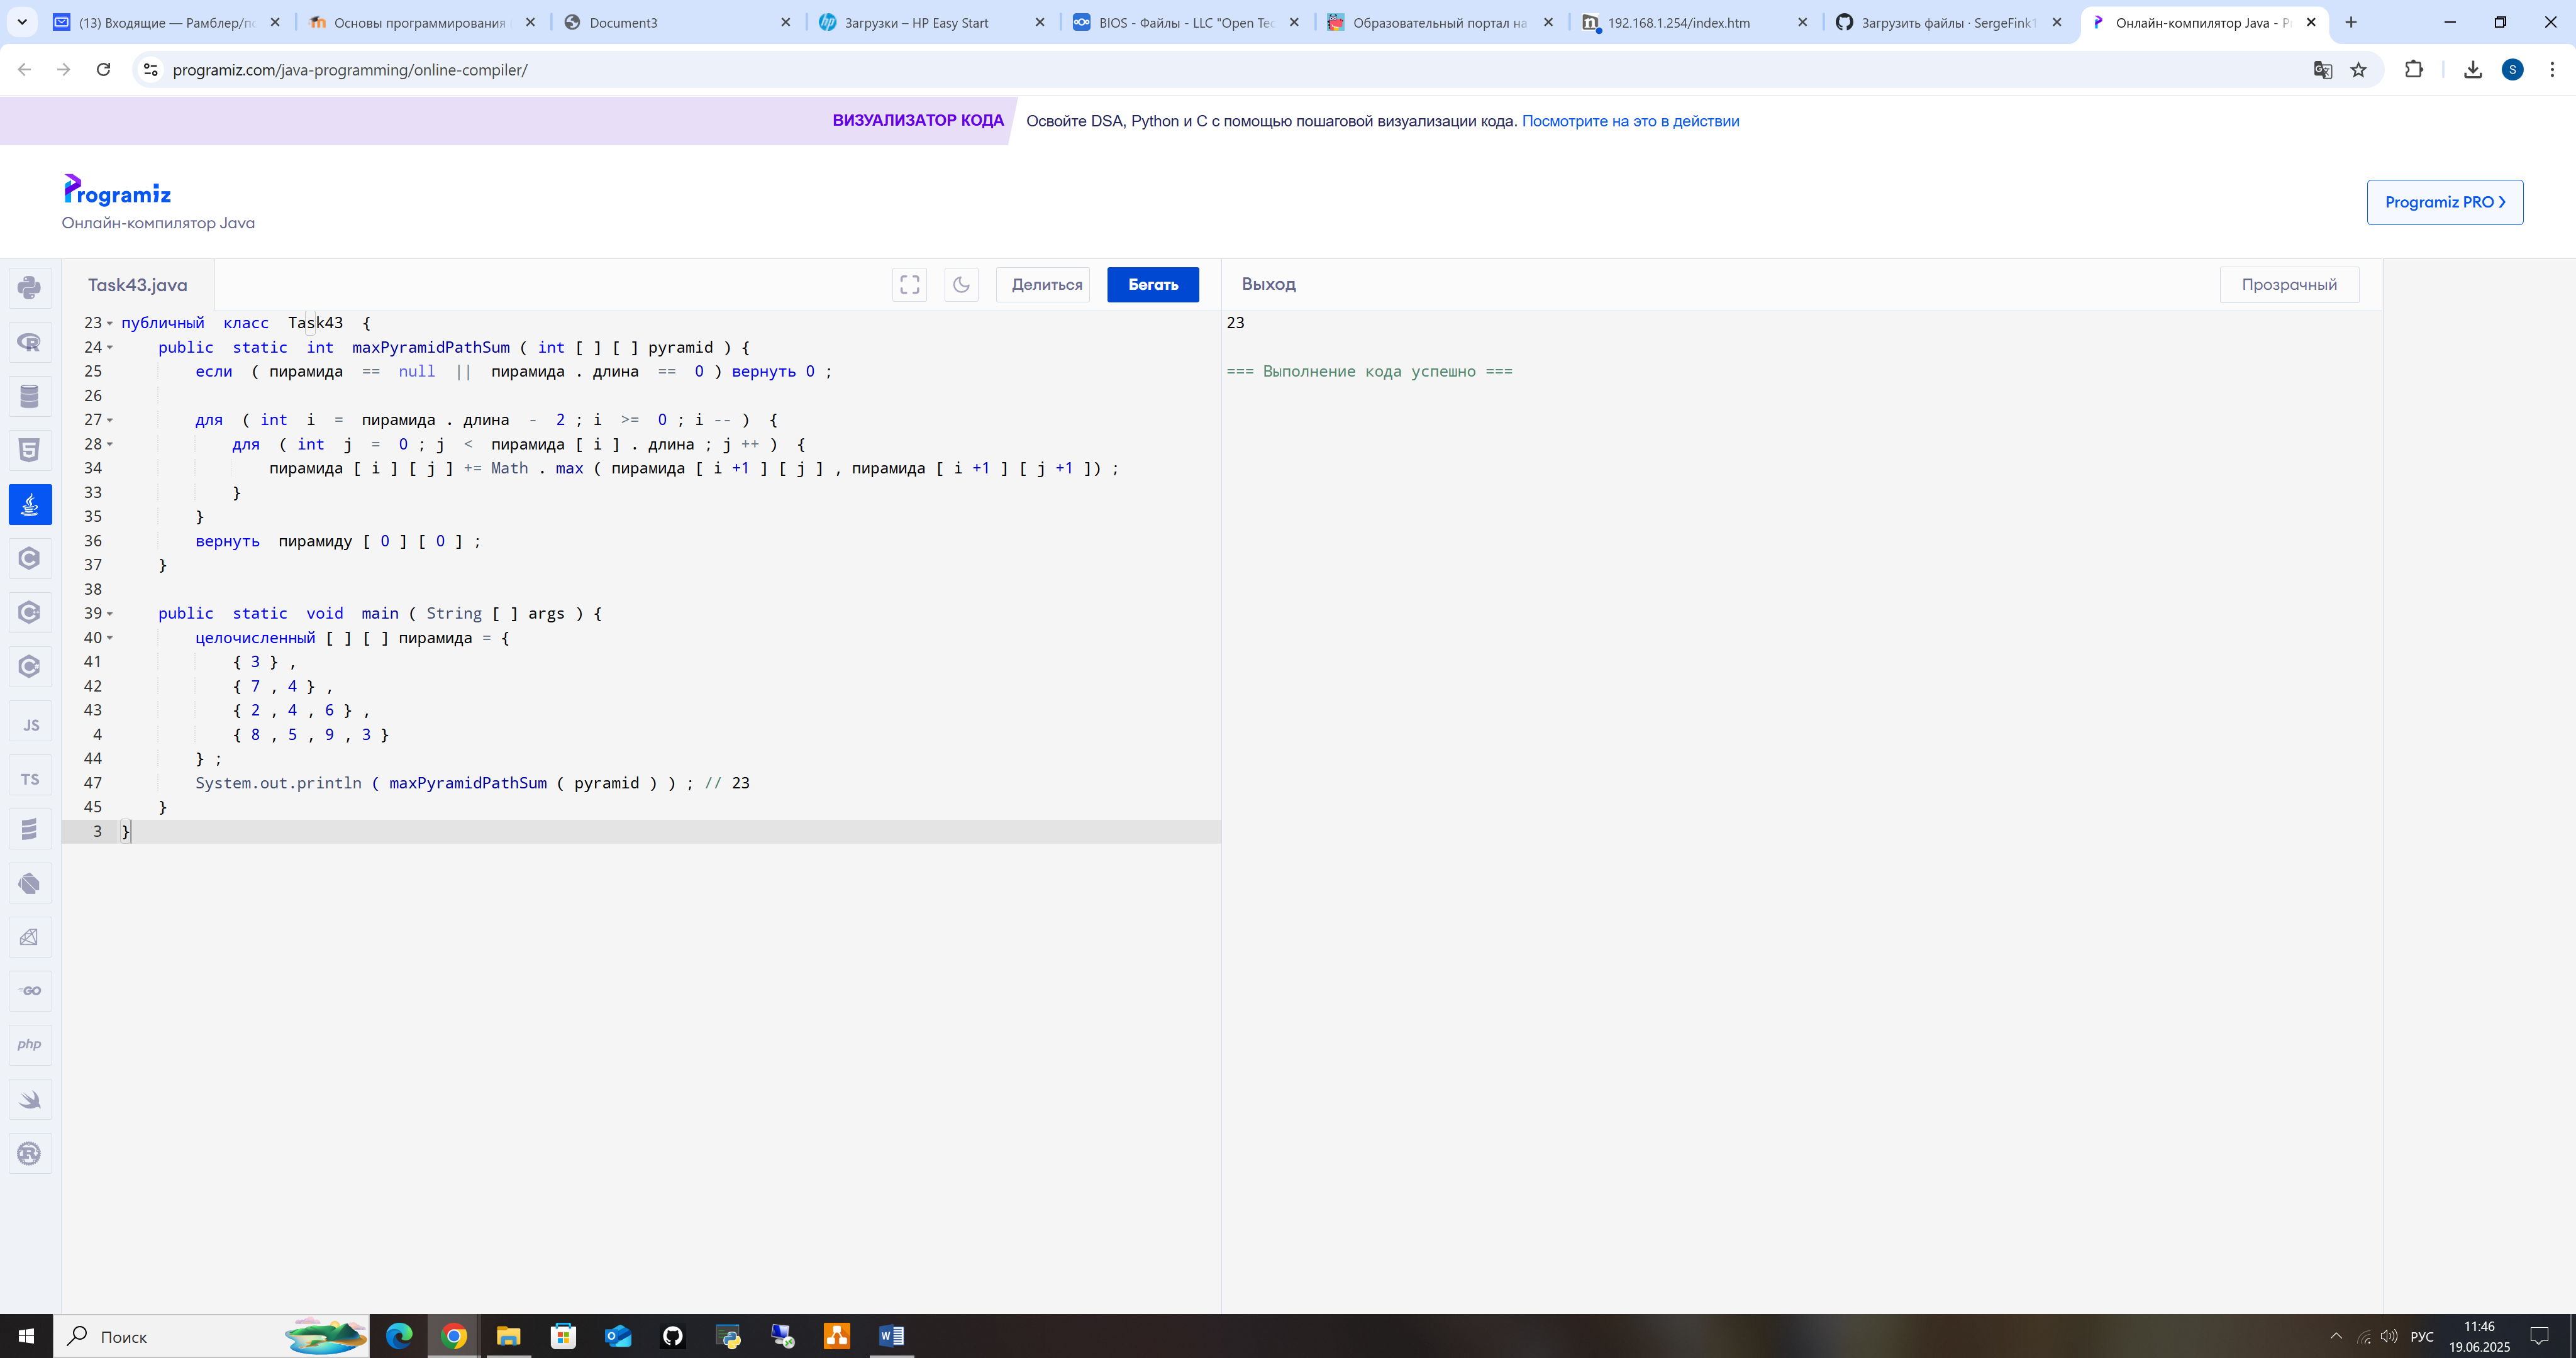 (13) Входящие — Рамблер/по
Основы программирования
Document3
Загрузки – HP Easy Start
BIOS - Файлы - LLC "Open Tec
Образовательный портал на
192.168.1.254/index.htm
Загрузить файлы · SergeFink1
Онлайн-компилятор Java - Pr
programiz.com/java-programming/online-compiler/
S
ВИЗУАЛИЗАТОР КОДА Освойте DSA, Python и C с помощью пошаговой визуализации кода. Посмотрите на это в действии
Programiz
Онлайн-компилятор Java
Programiz PRO >
Task43.java
Делиться
Бегать
Выход
Прозрачный
23 публичный класс Task43 {
24 public static int maxPyramidPathSum ( int [ ] [ ] pyramid ) {
25 если ( пирамида == null || пирамида . длина == 0 ) вернуть 0 ;
26
27 для ( int i = пирамида . длина - 2 ; i >= 0 ; i -- ) {
28 для ( int j = 0 ; j < пирамида [ i ] . длина ; j ++ ) {
34 пирамида [ i ] [ j ] += Math . max ( пирамида [ i +1 ] [ j ] , пирамида [ i +1 ] [ j +1 ]) ;
33 }
35 }
36 вернуть пирамиду [ 0 ] [ 0 ] ;
37 }
38
39 public static void main ( String [ ] args ) {
40 целочисленный [ ] [ ] пирамида = {
41 { 3 } ,
42 { 7 , 4 } ,
43 { 2 , 4 , 6 } ,
4 { 8 , 5 , 9 , 3 }
44 } ;
47 System.out.println ( maxPyramidPathSum ( pyramid ) ) ; // 23
45 }
3 }
23
=== Выполнение кода успешно ===
JS
TS
GO
php
Поиск
РУС
11:46
19.06.2025